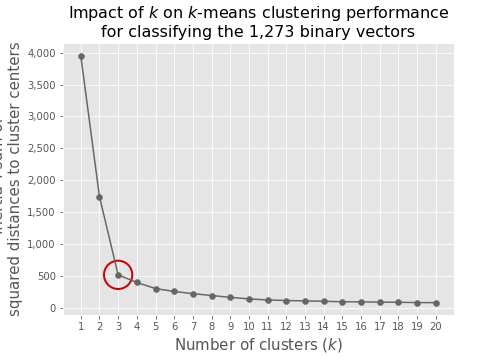 Impact of k on k-means clustering performance
for classifying the 1,273 binary vectors
squared distances to cluster centers
4,000
3,500
3,000
2,500
2,000
1,500
1,000
500
0
1 2 3 4 5 6 7 8 9 10 11 12 13 14 15 16 17 18 19 20
Number of clusters (k)